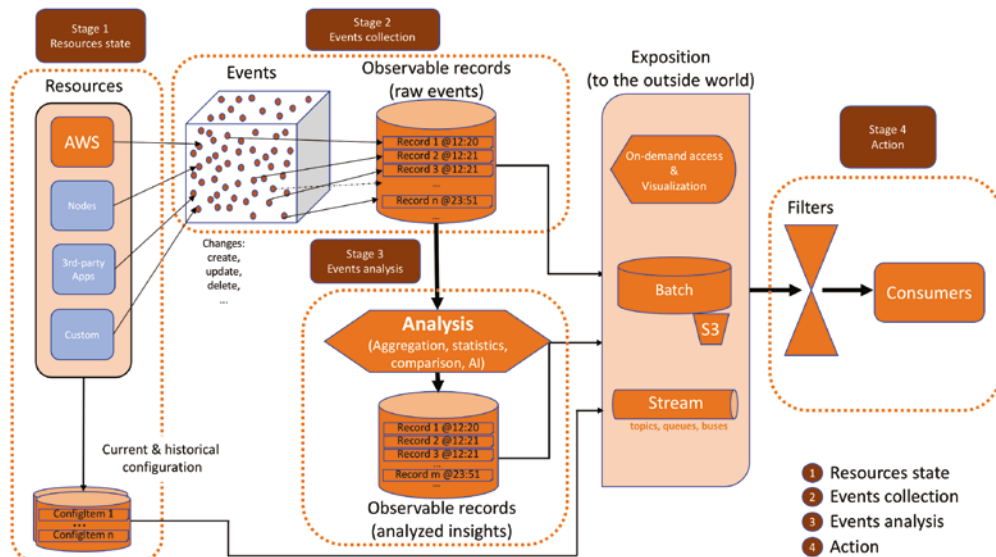 Stage 1
Resources state
Stage 2
Events collection
Resources
AWS
Nodes
3rd-party
Apps
Custom
Events
Changes:
create,
update,
delete,
...
Observable records
(raw events)
Record 1 @12:20
Record 2 @12:21
Record 3 @12:21
...
Record n @23:51
...
Stage 3
Events analysis
Analysis
(Aggregation, statistics,
comparison, AI)
Record 1 @12:20
Record 2 @12:21
Record 3 @12:21
...
Record m @23:51
...
Observable records
(analyzed insights)
Current & historical
configuration
ConfigItem 1
...
ConfigItem n
Exposition
(to the outside world)
On-demand access
&
Visualization
Batch
S3
Stream
topics, queues, buses
Stage 4
Action
Filters
Consumers
1 Resources state
2 Events collection
3 Events analysis
4 Action